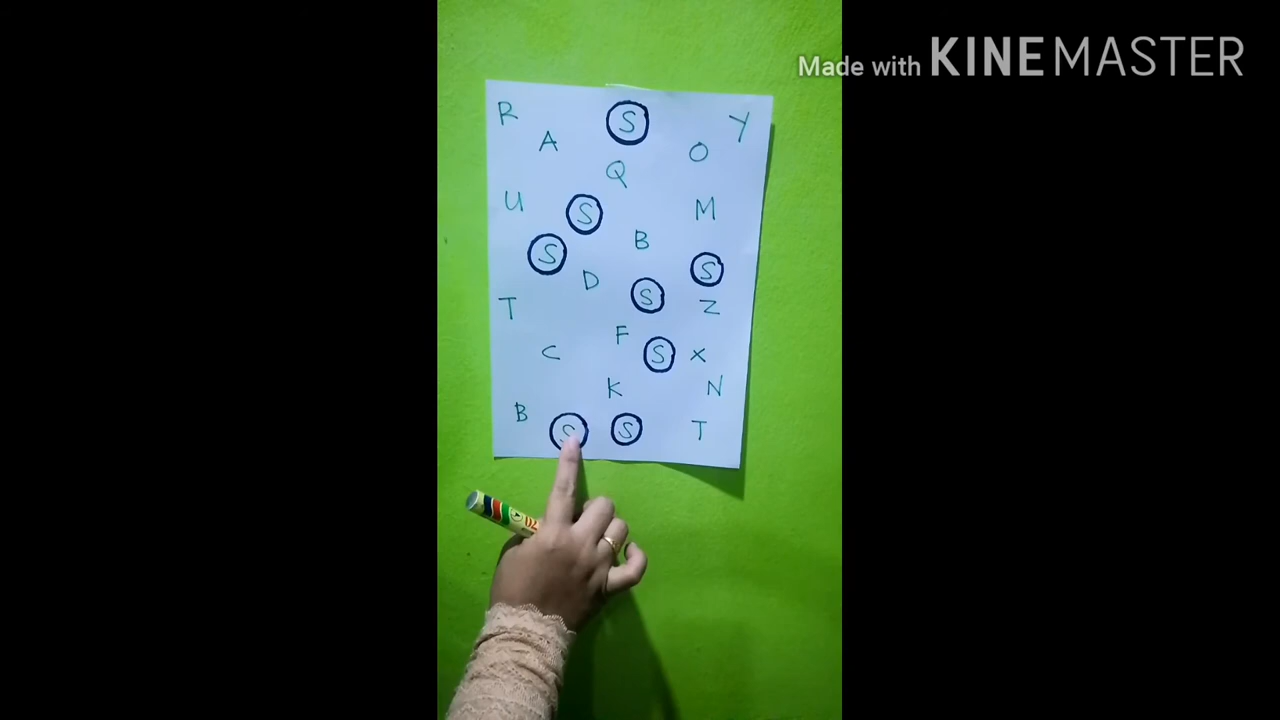 Made with KINEMASTER
R S Y
A O
Q
U S M
B
S S
D S
T Z
F
C S X
K N
B
S S T